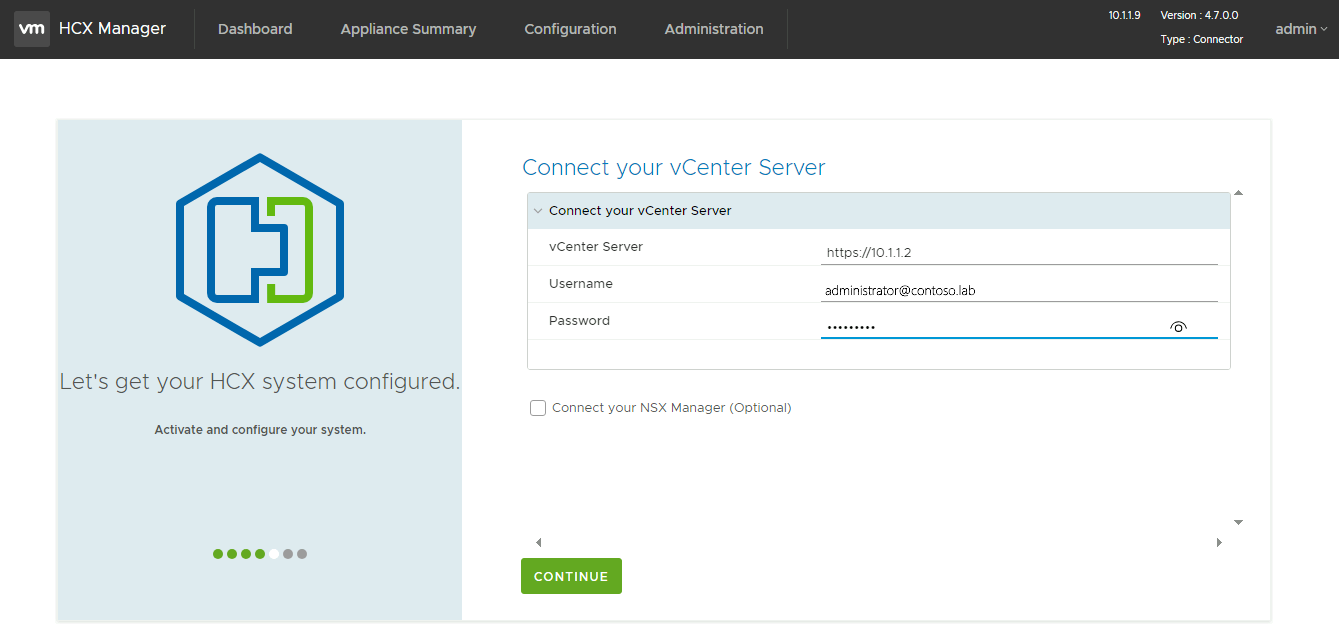 vm HCX Manager Dashboard Appliance Summary Configuration Administration 10.1.1.9 Version : 4.7.0.0 admin
Type : Connector
Connect your vCenter Server
Connect your vCenter Server
vCenter Server https://10.1.1.2
Username administrator@contoso.lab
Password •••••••••
Let's get your HCX system configured.
Connect your NSX Manager (Optional)
Activate and configure your system.
CONTINUE